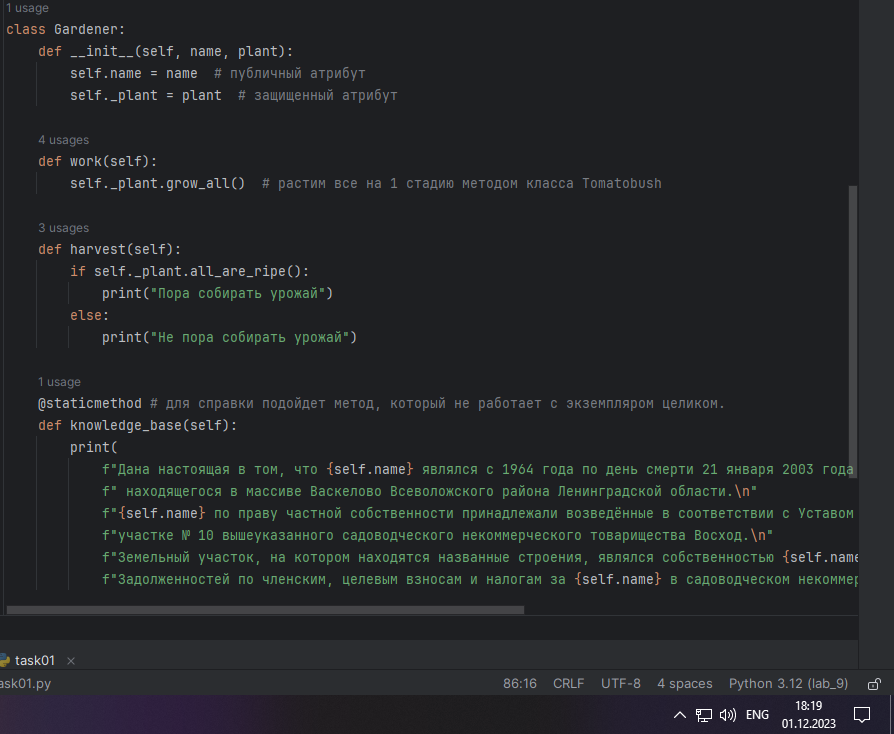 1 usage
class Gardener:
def __init__(self, name, plant):
self.name = name # публичный атрибут
self._plant = plant # защищенный атрибут
4 usages
def work(self):
self._plant.grow_all() # растим все на 1 стадию методом класса Tomatobush
3 usages
def harvest(self):
if self._plant.all_are_ripe():
print("Пора собирать урожай")
else:
print("Не пора собирать урожай")
1 usage
@staticmethod # для справки подойдет метод, который не работает с экземпляром целиком.
def knowledge_base(self):
print(
f"Дана настоящая в том, что {self.name} являлся с 1964 года по день смерти 21 января 2003 года
f" находящегося в массиве Васкелово Всеволожского района Ленинградской области.\n"
f"{self.name} по праву частной собственности принадлежали возведённые в соответствии с Уставом
f"участке № 10 вышеуказанного садоводческого некоммерческого товарищества Восход.\n"
f"Земельный участок, на котором находятся названные строения, являлся собственностью {self.name
f"Задолженностей по членским, целевым взносам и налогам за {self.name} в садоводческом некоммер
task01 ×
ask01.py 86:16 CRLF UTF-8 4 spaces Python 3.12 (lab_9)
ENG 18:19
01.12.2023